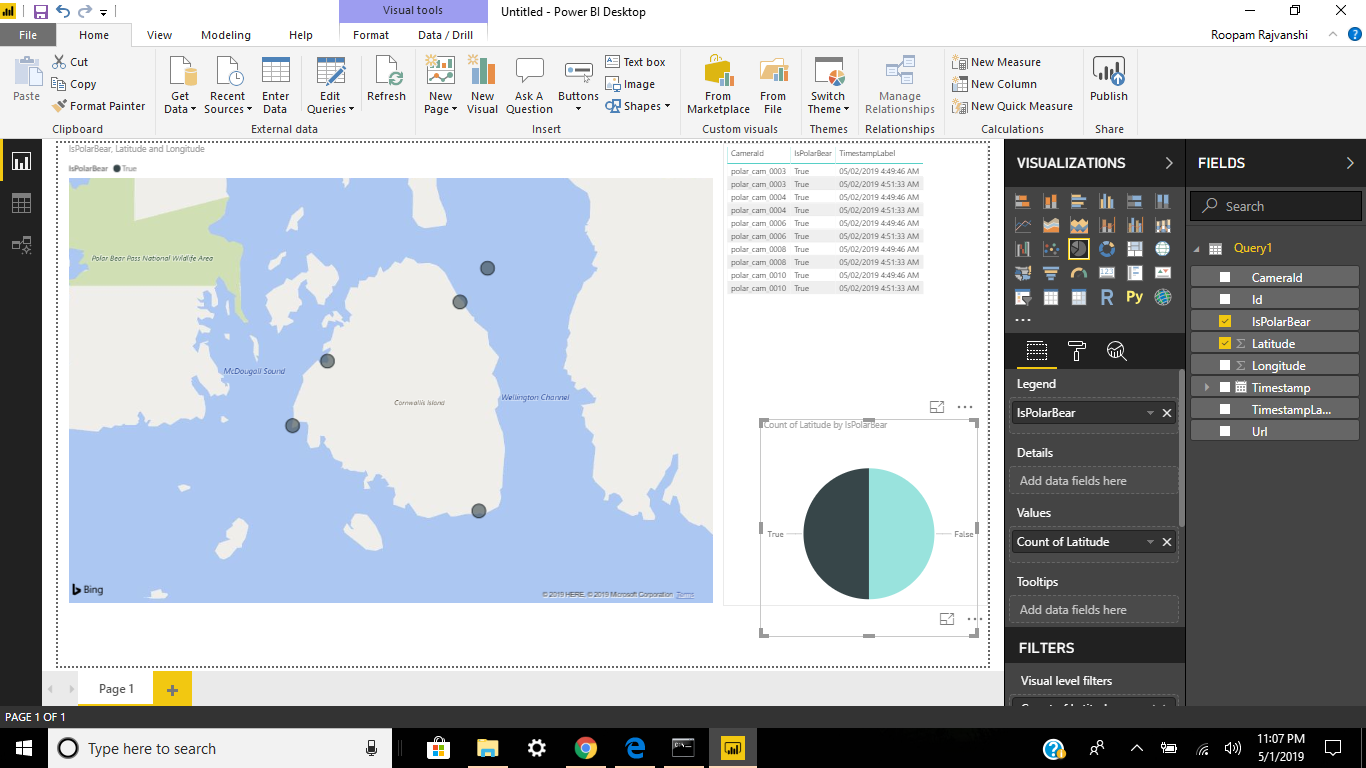 Visual tools
Untitled - Power BI Desktop
File Home View Modeling Help Format Data / Drill
Roopam Rajvanshi
Paste
Cut
Copy
Format Painter
Clipboard
Get Data
Recent Sources
Enter Data
Edit Queries
Refresh
External data
New Page
New Visual
Ask A Question
Buttons
Text box
Image
Shapes
Insert
From Marketplace
From File
Custom visuals
Switch Theme
Themes
Manage Relationships
Relationships
New Measure
New Column
New Quick Measure
Calculations
Publish
Share
IsPolarBear, Latitude and Longitude
IsPolarBear True
Polar Bear Pass National Wildlife Area
McDougall Sound
Cornwallis Island
Wellington Channel
Bing
© 2019 HERE, © 2019 Microsoft Corporation Terms
CameraId IsPolarBear TimestampLabel
polar_cam_0003 True 05/02/2019 4:49:46 AM
polar_cam_0003 True 05/02/2019 4:51:33 AM
polar_cam_0004 True 05/02/2019 4:49:46 AM
polar_cam_0004 True 05/02/2019 4:51:33 AM
polar_cam_0006 True 05/02/2019 4:49:46 AM
polar_cam_0006 True 05/02/2019 4:51:33 AM
polar_cam_0008 True 05/02/2019 4:49:46 AM
polar_cam_0008 True 05/02/2019 4:51:33 AM
polar_cam_0010 True 05/02/2019 4:49:46 AM
polar_cam_0010 True 05/02/2019 4:51:33 AM
Count of Latitude by IsPolarBear
True
False
VISUALIZATIONS
R Py
Legend
IsPolarBear
Details
Add data fields here
Values
Count of Latitude
Tooltips
Add data fields here
FILTERS
Visual level filters
FIELDS
Search
Query1
CameraId
Id
IsPolarBear
Σ Latitude
Σ Longitude
Timestamp
TimestampLa...
Url
Page 1
PAGE 1 OF 1
Type here to search
11:07 PM
5/1/2019